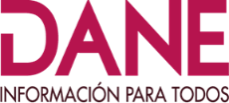 DANE
INFORMACIÓN PARA TODOS